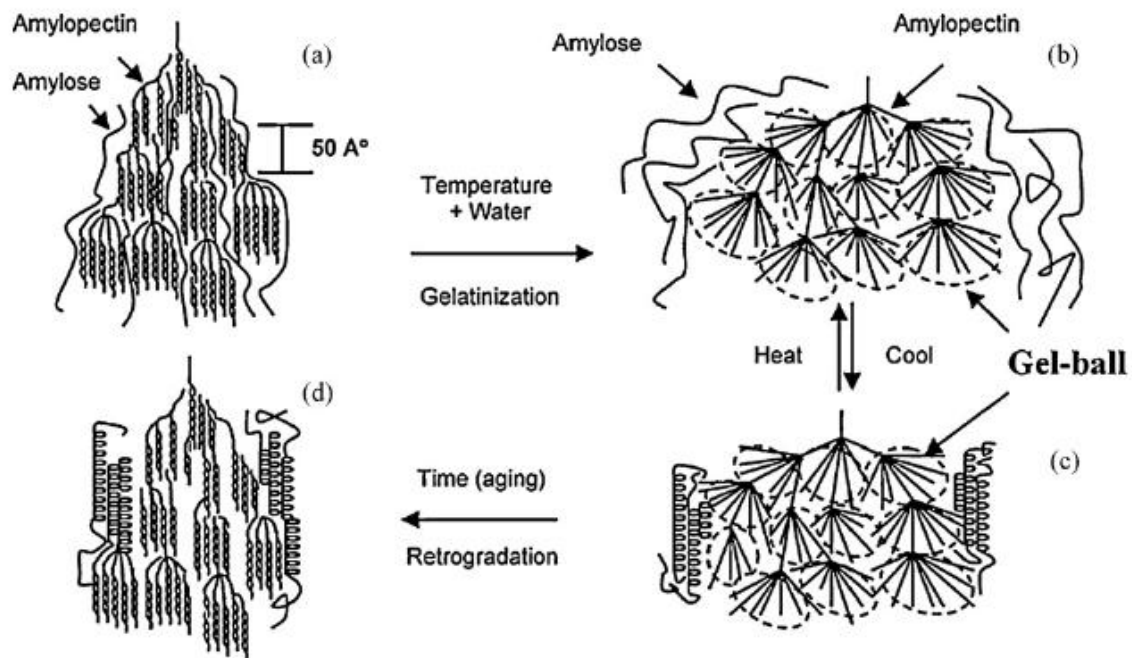 Amylopectin
(a)
Amylose
50 A°
Temperature
+ Water
Gelatinization
Amylose
Amylopectin
(b)
Heat
Cool
Gel-ball
(d)
Time (aging)
Retrogradation
(c)